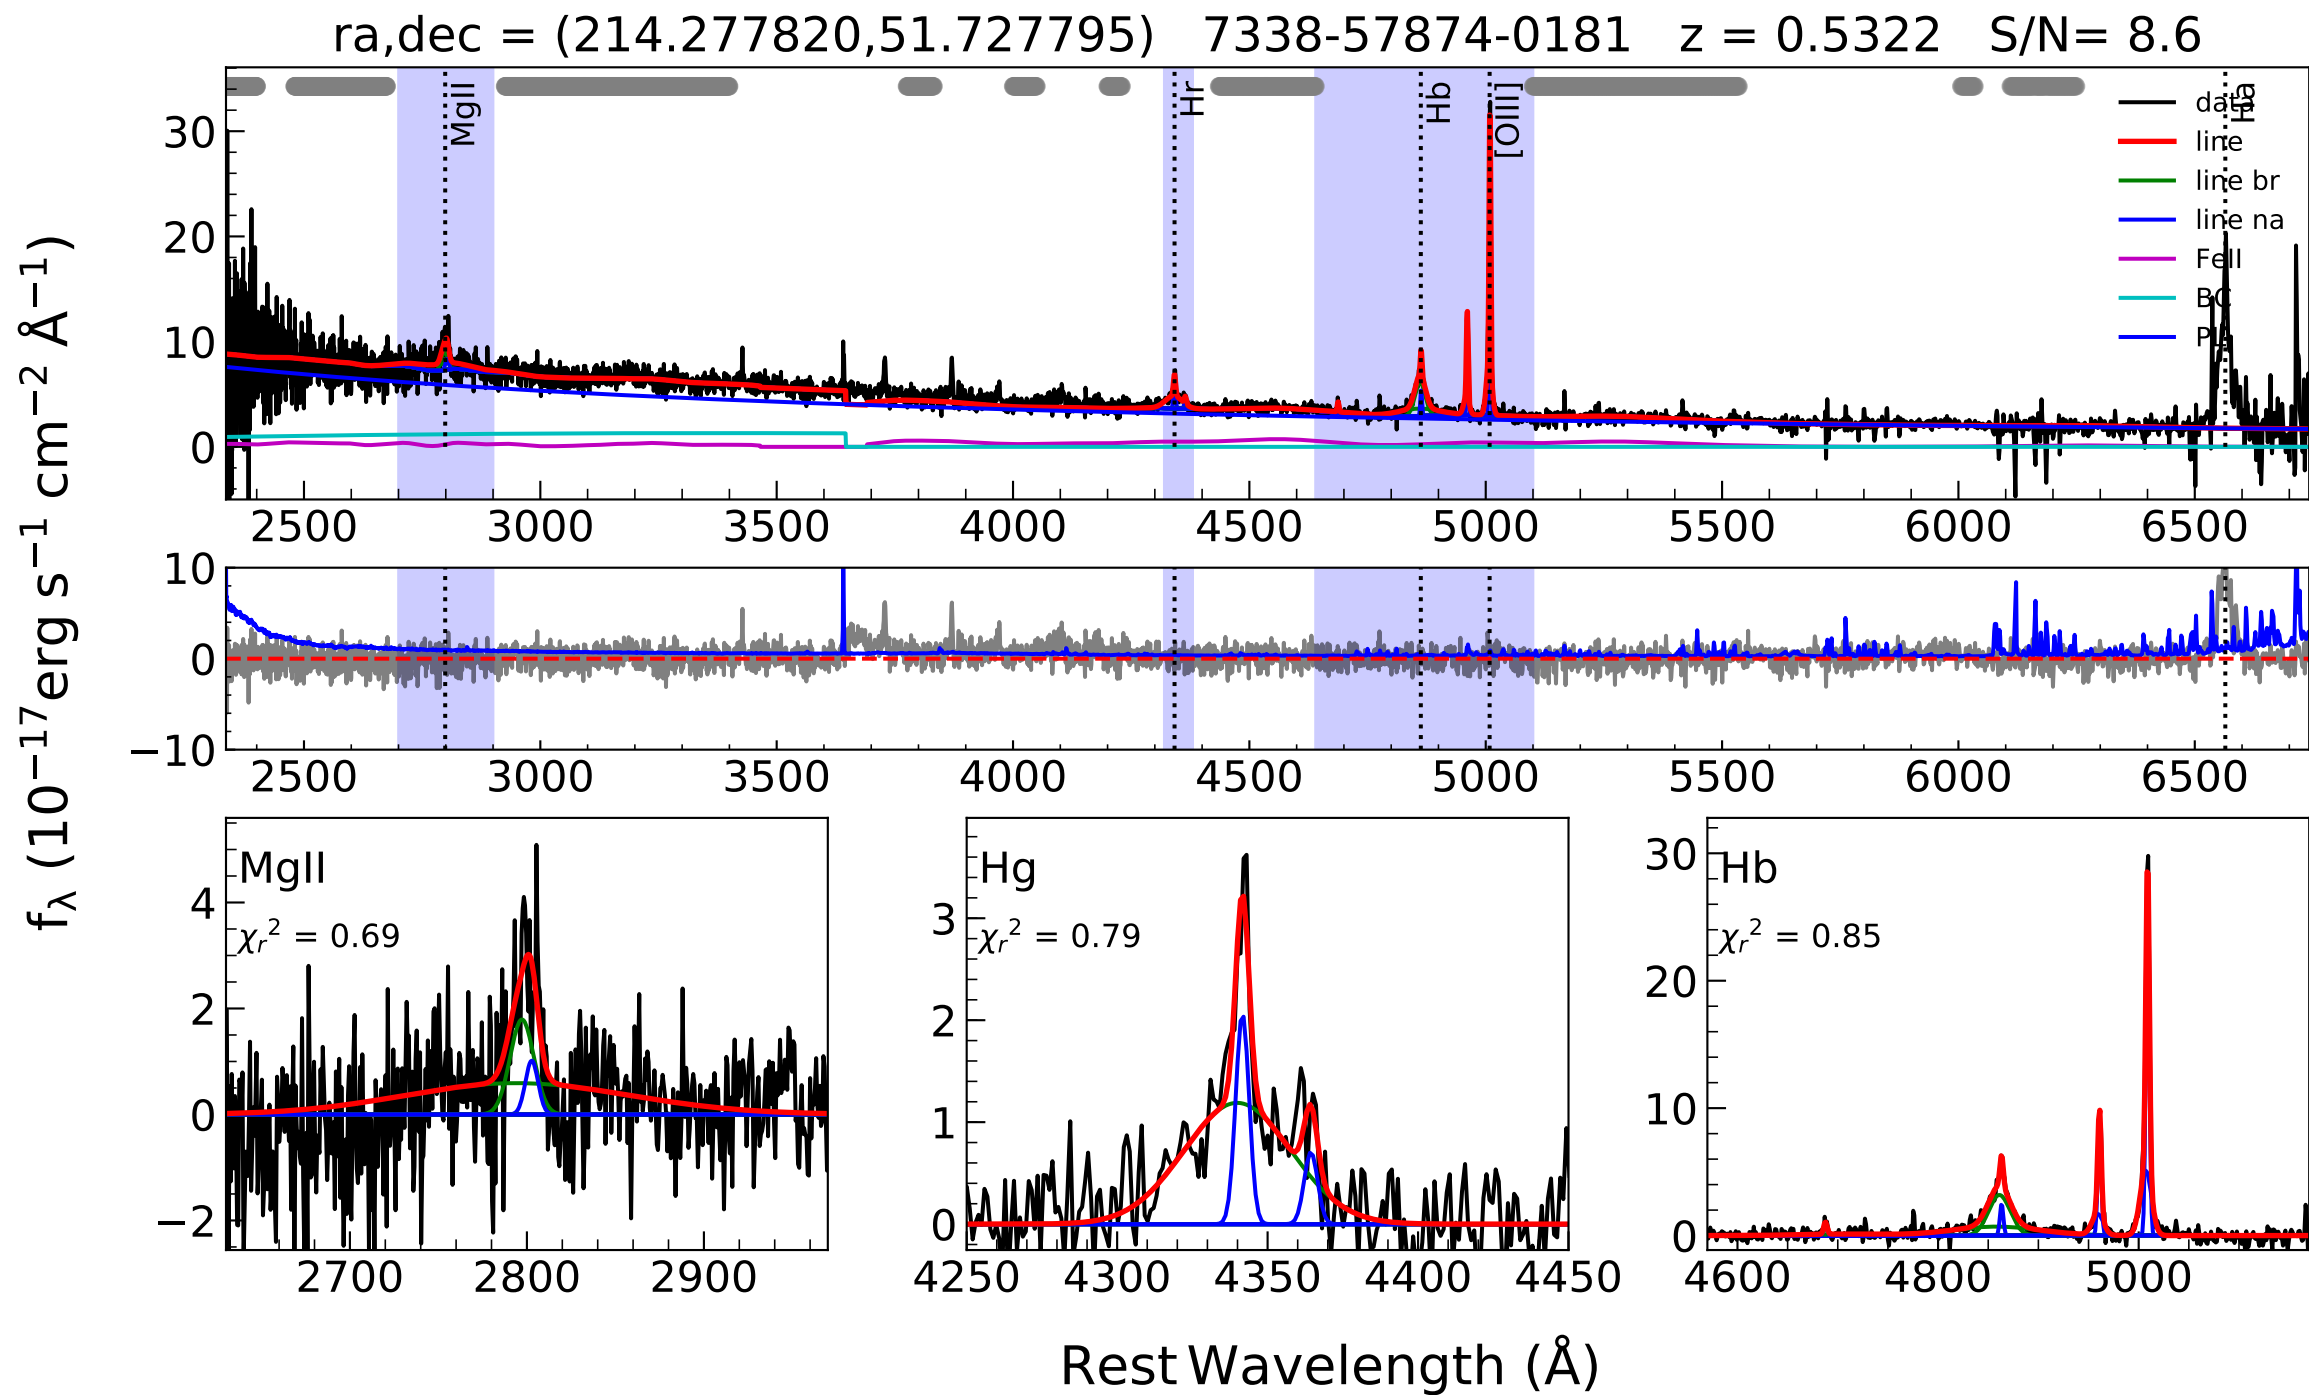 ra,dec = (214.277820,51.727795) 7338-57874-0181 z = 0.5322 S/N= 8.6
MgII
Hr
Hb
[OIII]
Ha
data
line
line br
line na
FeII
BC
PL
30
20
10
0
2500 3000 3500 4000 4500 5000 5500 6000 6500
10
0
−10
2500 3000 3500 4000 4500 5000 5500 6000 6500
f_λ (10⁻¹⁷erg s⁻¹ cm⁻² Å⁻¹)
MgII
χᵣ² = 0.69
4
2
0
−2
2700 2800 2900
Hg
χᵣ² = 0.79
3
2
1
0
4250 4300 4350 4400 4450
Hb
χᵣ² = 0.85
30
20
10
0
4600 4800 5000
Rest Wavelength (Å)